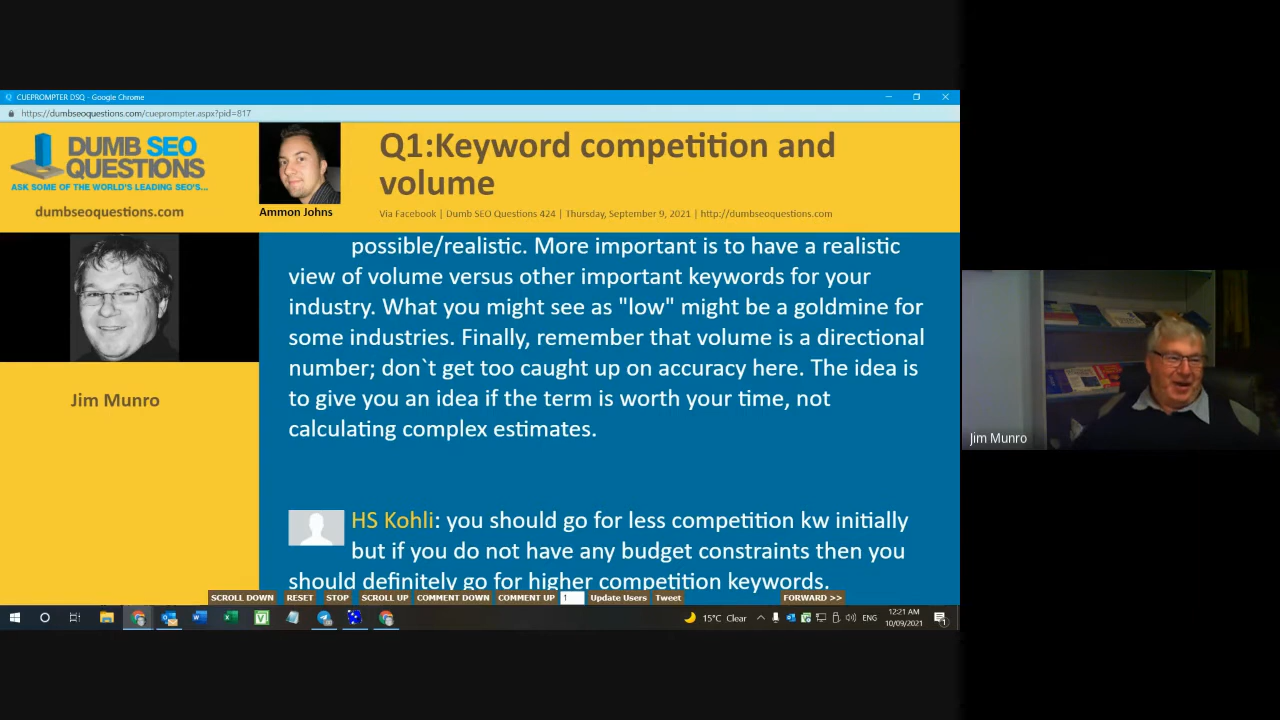 CUEPROMPTER DSQ - Google Chrome
https://dumbseoquestions.com/cueprompter.aspx?pid=817
DUMB SEO
QUESTIONS
ASK SOME OF THE WORLD'S LEADING SEO'S...
dumbseoquestions.com
Ammon Johns
Q1:Keyword competition and
volume
Via Facebook | Dumb SEO Questions 424 | Thursday, September 9, 2021 | http://dumbseoquestions.com
Jim Munro
possible/realistic. More important is to have a realistic
view of volume versus other important keywords for your
industry. What you might see as "low" might be a goldmine for
some industries. Finally, remember that volume is a directional
number; don`t get too caught up on accuracy here. The idea is
to give you an idea if the term is worth your time, not
calculating complex estimates.
HS Kohli: you should go for less competition kw initially
but if you do not have any budget constraints then you
should definitely go for higher competition keywords.
SCROLL DOWN RESET STOP SCROLL UP COMMENT DOWN COMMENT UP 1 Update Users Tweet FORWARD >>
15°C Clear ENG 12:21 AM
10/09/2021
Jim Munro